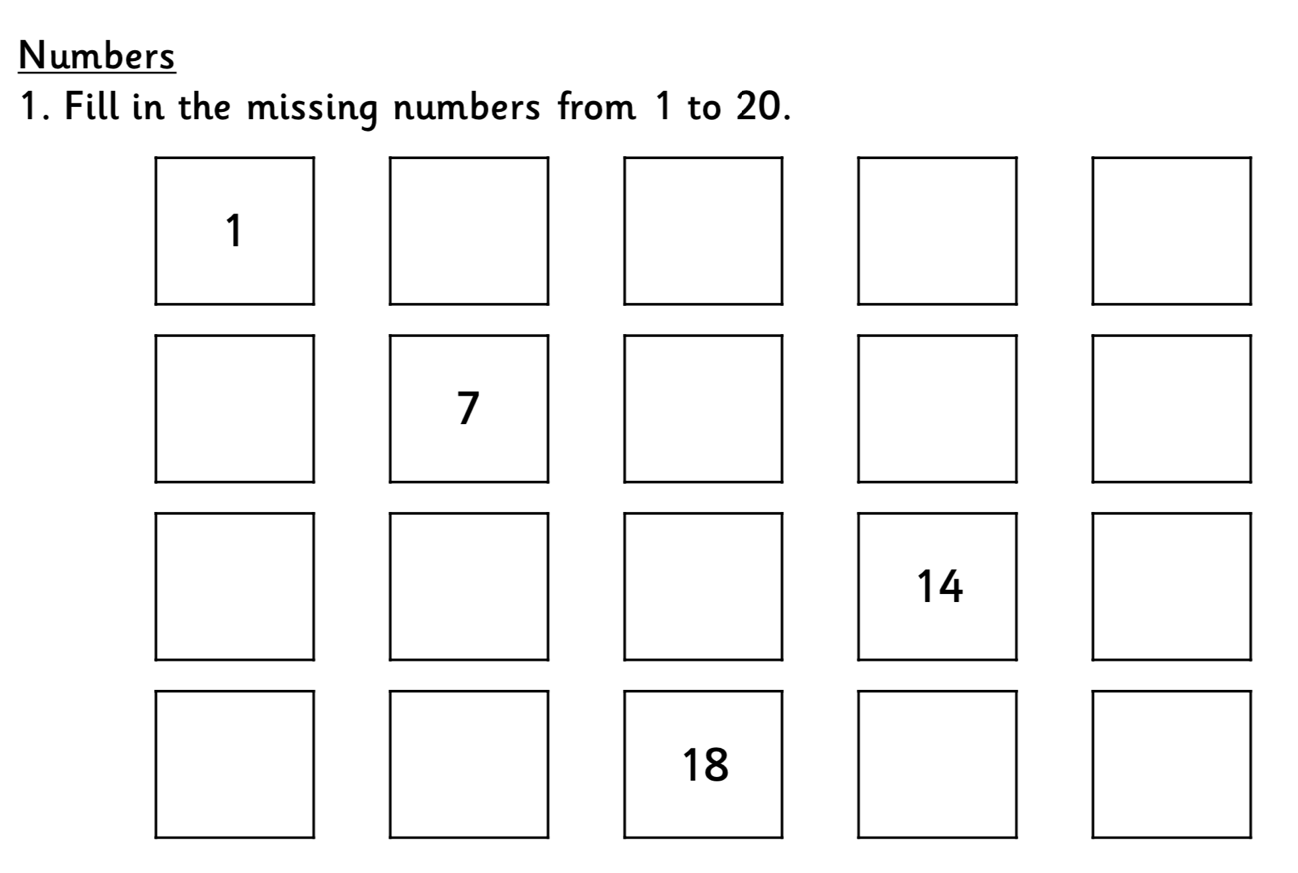 Numbers
1. Fill in the missing numbers from 1 to 20.
1
7
14
18